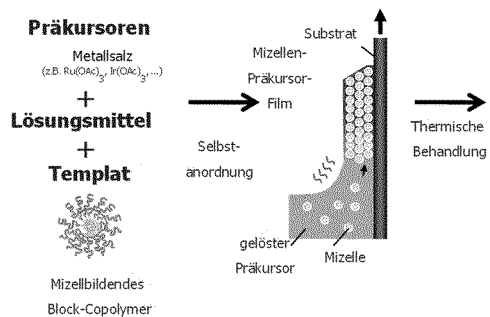 Präkursoren
Metallsalz
(z.B. Ru(OAc)3, Ir(OAc)3, ...)
+
Lösungsmittel
+
Templat
Mizellbildendes
Block-Copolymer
Selbst-
anordnung
Mizellen-
Präkursor-
Film
Substrat
gelöster
Präkursor
Mizelle
Thermische
Behandlung